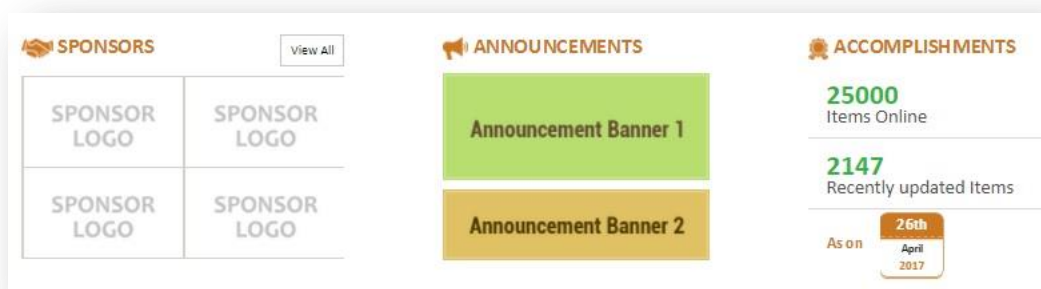 SPONSORS
View All
SPONSOR
LOGO
SPONSOR
LOGO
SPONSOR
LOGO
SPONSOR
LOGO
ANNOUNCEMENTS
Announcement Banner 1
Announcement Banner 2
ACCOMPLISHMENTS
25000
Items Online
2147
Recently updated Items
As on
26th
April
2017